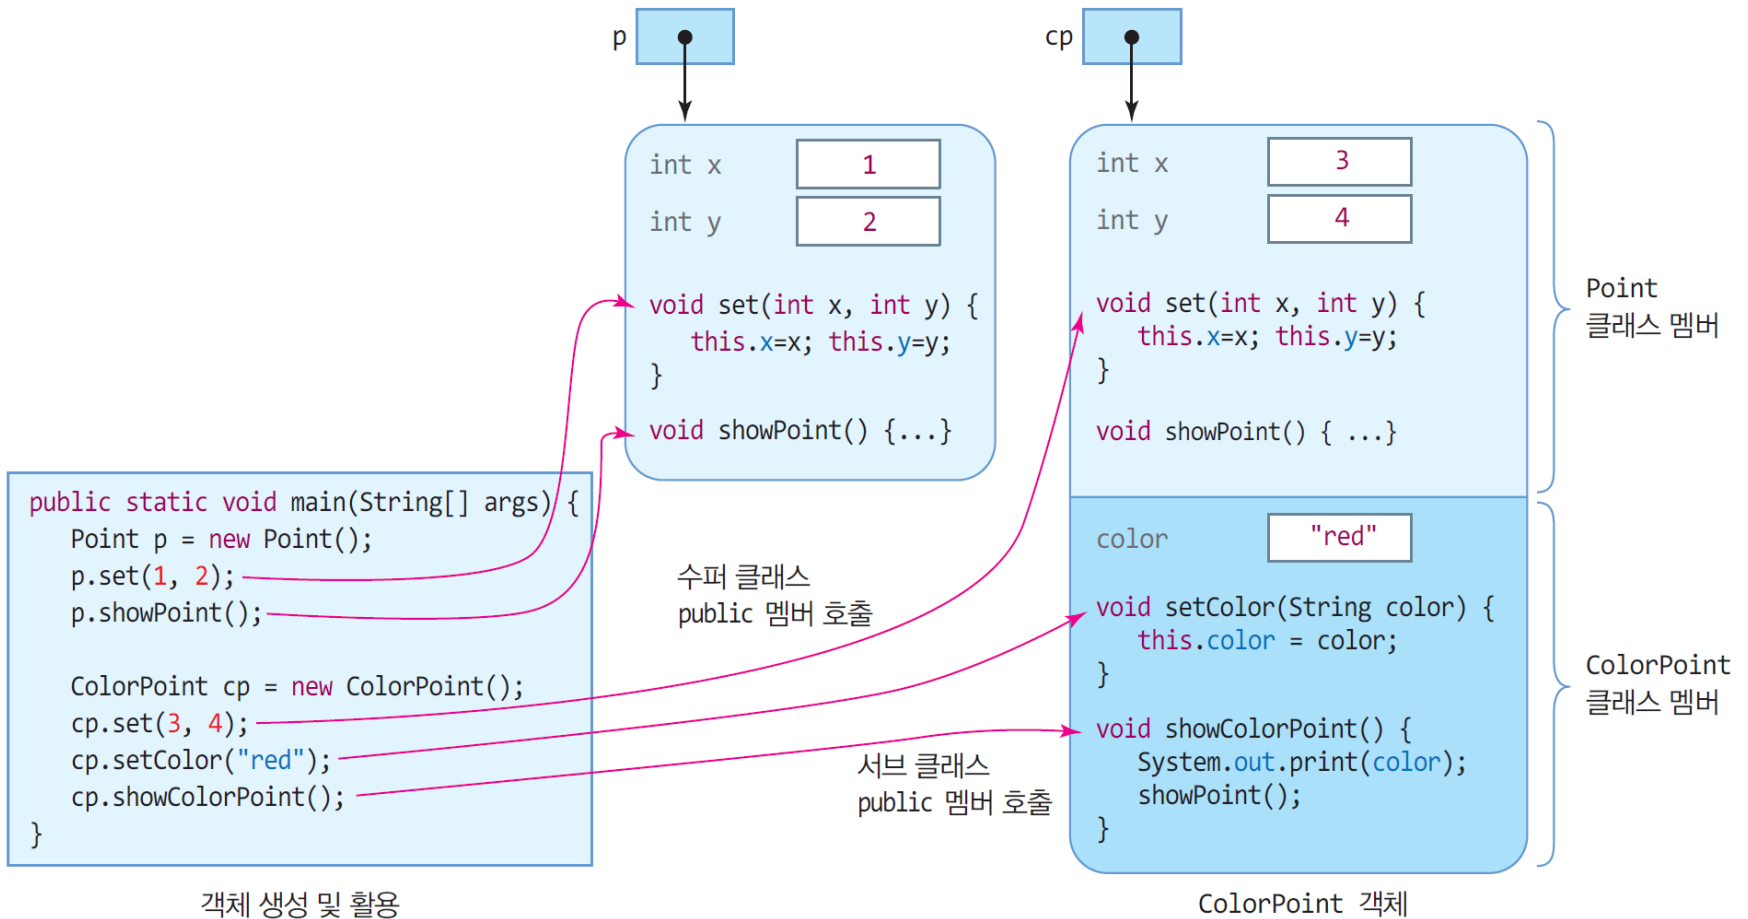 p
int x 1
int y 2
void set(int x, int y) {
this.x=x; this.y=y;
}
void showPoint() {...}
cp
int x 3
int y 4
void set(int x, int y) {
this.x=x; this.y=y;
}
void showPoint() { ...}
color "red"
void setColor(String color) {
this.color = color;
}
void showColorPoint() {
System.out.print(color);
showPoint();
}
Point
클래스 멤버
ColorPoint
클래스 멤버
public static void main(String[] args) {
Point p = new Point();
p.set(1, 2);
p.showPoint();
ColorPoint cp = new ColorPoint();
cp.set(3, 4);
cp.setColor("red");
cp.showColorPoint();
}
수퍼 클래스
public 멤버 호출
서브 클래스
public 멤버 호출
객체 생성 및 활용
ColorPoint 객체